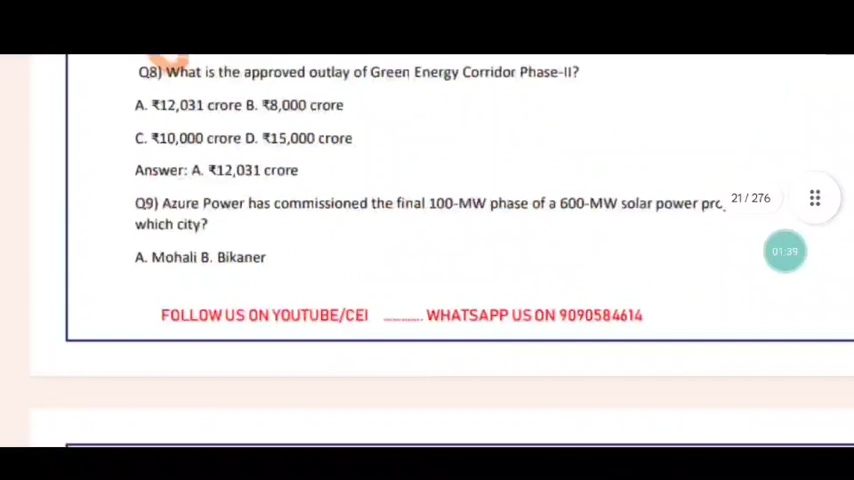 Q8) What is the approved outlay of Green Energy Corridor Phase-II?
A. ₹12,031 crore B. ₹8,000 crore
C. ₹10,000 crore D. ₹15,000 crore
Answer: A. ₹12,031 crore
Q9) Azure Power has commissioned the final 100-MW phase of a 600-MW solar power
21 / 276
which city?
01:39
A. Mohali B. Bikaner
FOLLOW US ON YOUTUBE/CEI ........... WHATSAPP US ON 9090584614